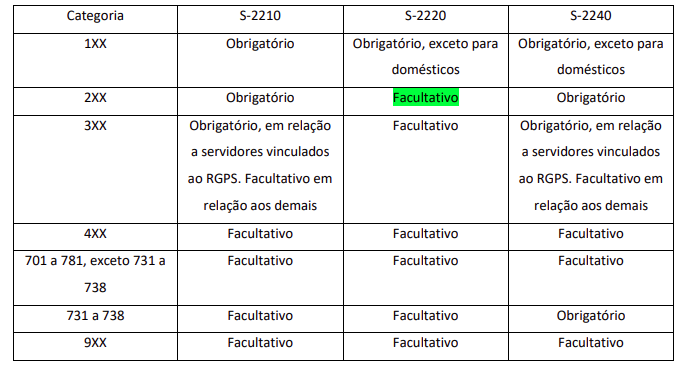 Categoria S-2210 S-2220 S-2240
1XX Obrigatório Obrigatório, exceto para Obrigatório, exceto para
domésticos domésticos
2XX Obrigatório Facultativo Obrigatório
3XX Obrigatório, em relação Facultativo Obrigatório, em relação
a servidores vinculados a servidores vinculados
ao RGPS. Facultativo em ao RGPS. Facultativo em
relação aos demais relação aos demais
4XX Facultativo Facultativo Facultativo
701 a 781, exceto 731 a Facultativo Facultativo Facultativo
738
731 a 738 Facultativo Facultativo Obrigatório
9XX Facultativo Facultativo Facultativo